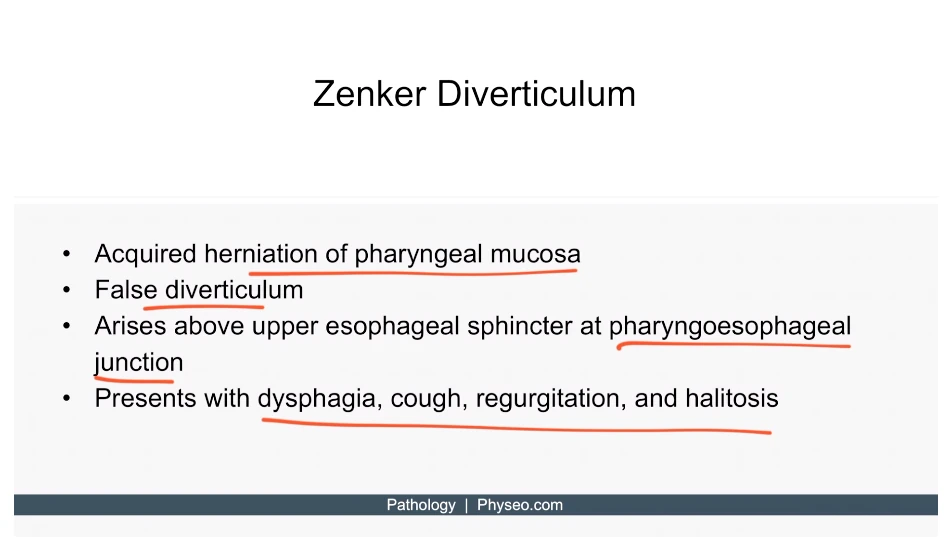 Zenker Diverticulum
• Acquired herniation of pharyngeal mucosa
• False diverticulum
• Arises above upper esophageal sphincter at pharyngoesophageal
junction
• Presents with dysphagia, cough, regurgitation, and halitosis
Pathology | Physeo.com